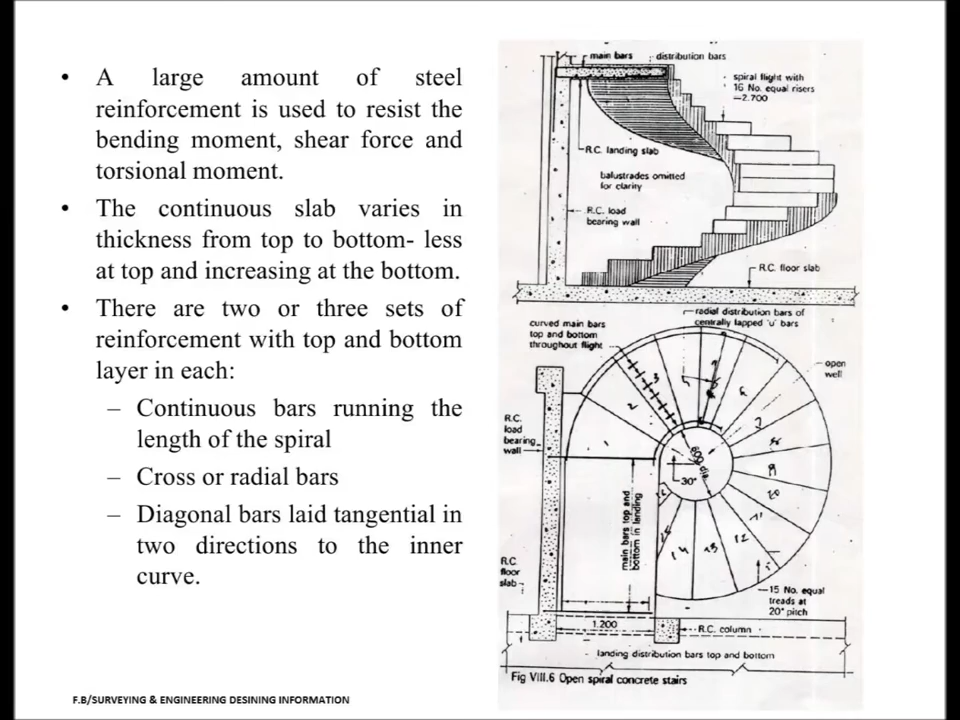 • A large amount of steel
reinforcement is used to resist the
bending moment, shear force and
torsional moment.
• The continuous slab varies in
thickness from top to bottom- less
at top and increasing at the bottom.
• There are two or three sets of
reinforcement with top and bottom
layer in each:
– Continuous bars running the
length of the spiral
– Cross or radial bars
– Diagonal bars laid tangential in
two directions to the inner
curve.
main bars
distribution bars
spiral flight with
16 No. equal risers
—2.700
R.C. landing slab
balustrades omitted
for clarity
R.C. load
bearing wall
R.C. floor slab
radial distribution bars of
centrally lapped 'u' bars
curved main bars
top and bottom
throughout flight
open
well
R.C.
load
bearing
wall
600 dia
30°
main bars top and
bottom in landing
1
2
3
12
13
14
R.C.
floor
slab
15 No. equal
treads at
20° pitch
1.200
R.C. column
landing distribution bars top and bottom
Fig VIII.6 Open spiral concrete stairs
F.B/SURVEYING & ENGINEERING DESINING INFORMATION